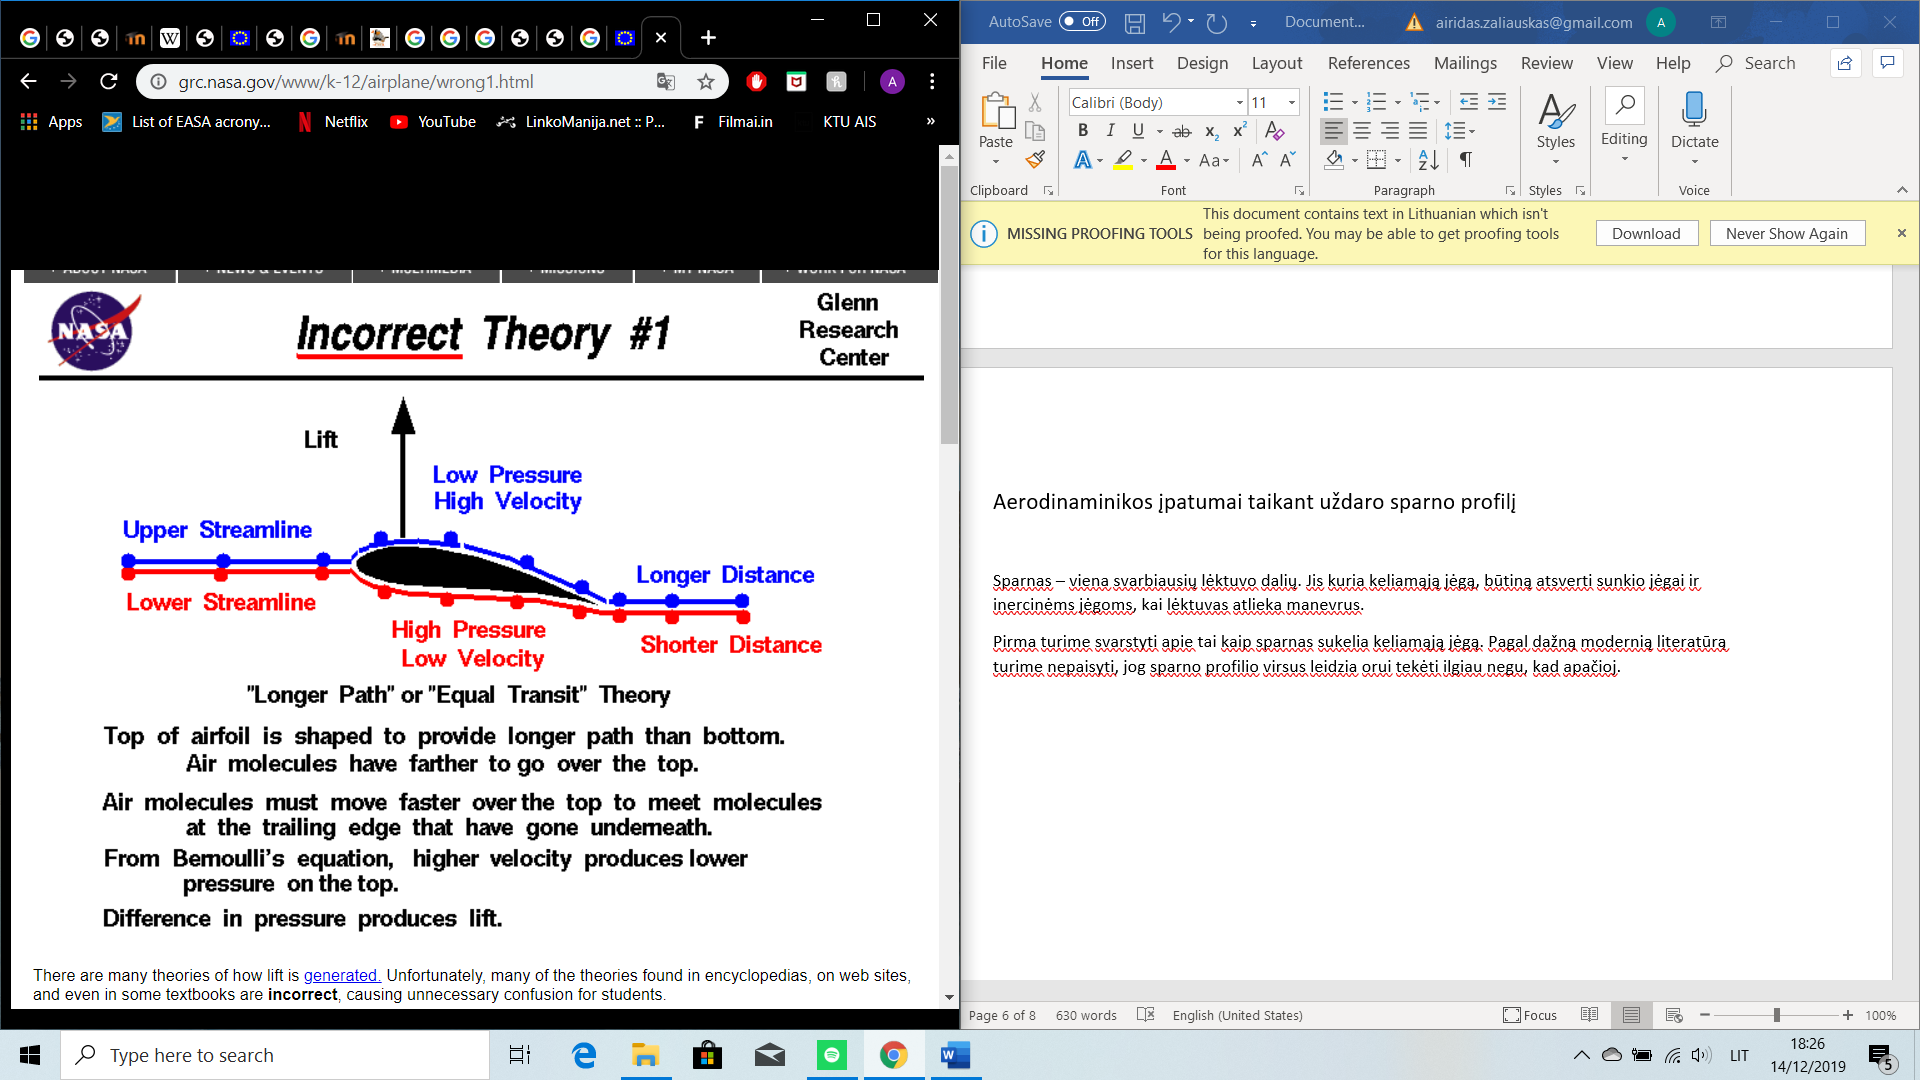 grc.nasa.gov/www/k-12/airplane/wrong1.html
A
Apps
List of EASA acrony...
Netflix
YouTube
LinkoManija.net :: P...
Filmai.in
KTU AIS
»
ABOUT NASA
NEWS & EVENTS
MULTIMEDIA
MISSIONS
MY NASA
WORK FOR NASA
NASA
Incorrect Theory #1
Glenn
Research
Center
Lift
Low Pressure
High Velocity
Upper Streamline
Lower Streamline
Longer Distance
High Pressure
Low Velocity
Shorter Distance
"Longer Path" or "Equal Transit" Theory
Top of airfoil is shaped to provide longer path than bottom.
Air molecules have farther to go over the top.
Air molecules must move faster over the top to meet molecules
at the trailing edge that have gone underneath.
From Bernoulli's equation, higher velocity produces lower
pressure on the top.
Difference in pressure produces lift.
There are many theories of how lift is generated. Unfortunately, many of the theories found in encyclopedias, on web sites,
and even in some textbooks are incorrect, causing unnecessary confusion for students.
AutoSave Off
Document...
airidas.zaliauskas@gmail.com
A
File Home Insert Design Layout References Mailings Review View Help Search
Calibri (Body) 11
Paste
Styles
Editing
Dictate
Clipboard
Font
Paragraph
Styles
Voice
MISSING PROOFING TOOLS
This document contains text in Lithuanian which isn't
being proofed. You may be able to get proofing tools
for this language.
Download
Never Show Again
Aerodinaminikos įpatumai taikant uždaro sparno profilį
Sparnas – viena svarbiausių lėktuvo dalių. Jis kuria keliamąją jėgą, būtiną atsverti sunkio jėgai ir
inercinėms jėgoms, kai lėktuvas atlieka manevrus.
Pirma turime svarstyti apie tai kaip sparnas sukelia keliamąją jėgą. Pagal dažną modernią literatūrą
turime nepaisyti, jog sparno profilio virsus leidzia orui tekėti ilgiau negu, kad apačioj.
Page 6 of 8
630 words
English (United States)
Focus
100%
Type here to search
LIT
18:26
14/12/2019
5